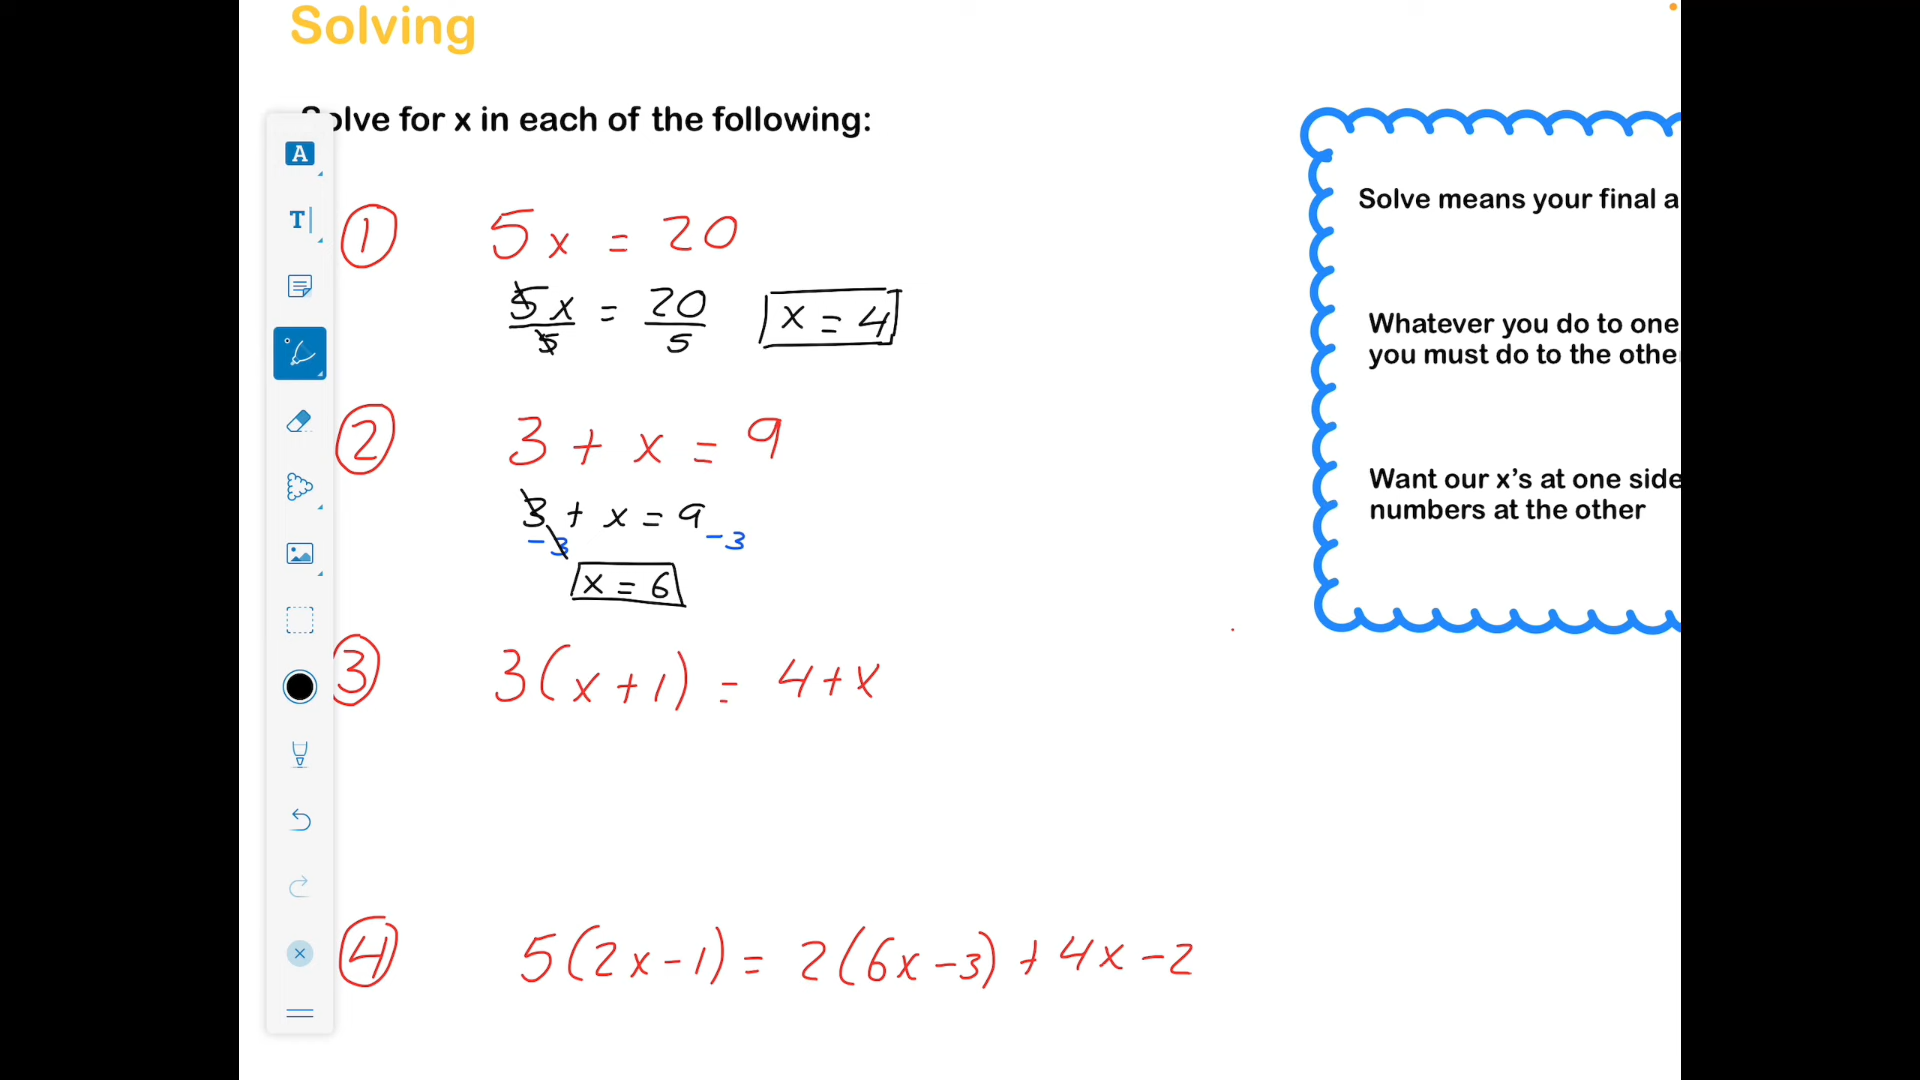 Solving
Solve for x in each of the following:
A
T
1 5x = 20
5x = 20 x = 4
5 5
2 3 + x = 9
3 + x = 9
-3 -3
x = 6
3 3(x+1) = 4+x
4 5(2x-1) = 2(6x-3) + 4x -2
Solve means your final a
Whatever you do to one
you must do to the othe
Want our x’s at one side
numbers at the other